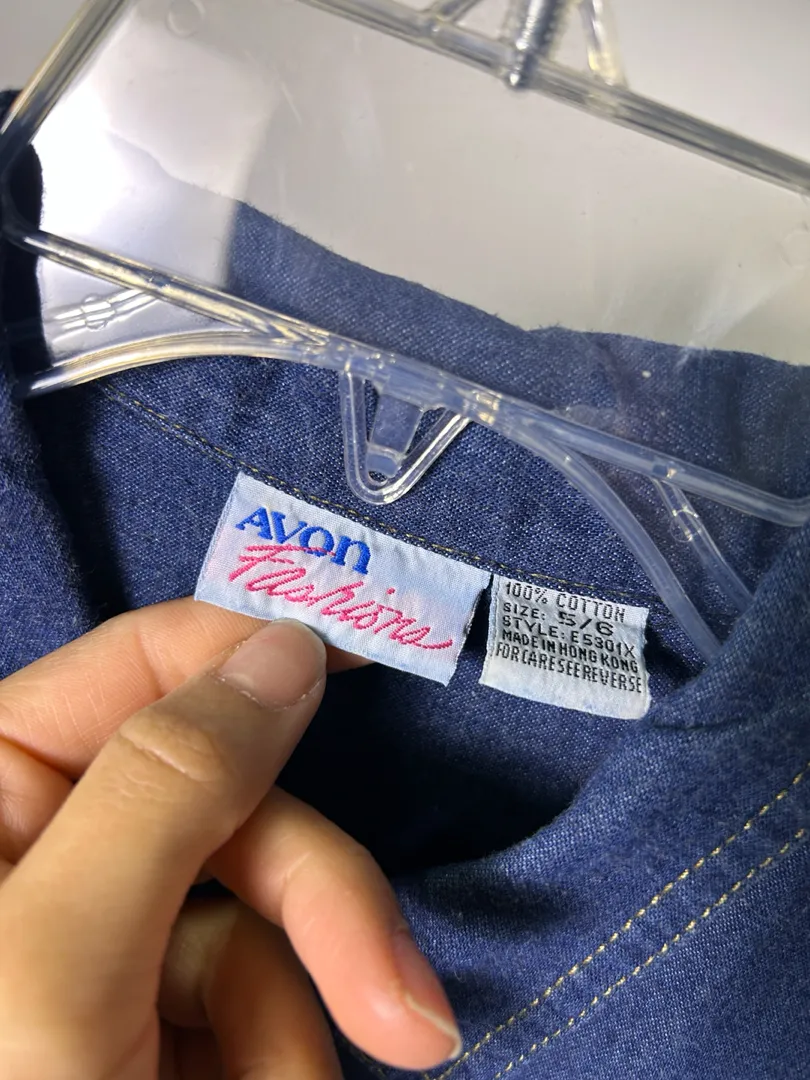 AVON
Fashions
100% COTTON
SIZE: 5/6
STYLE: E5301X
MADE IN HONG KONG
FOR CARE SEE REVERSE